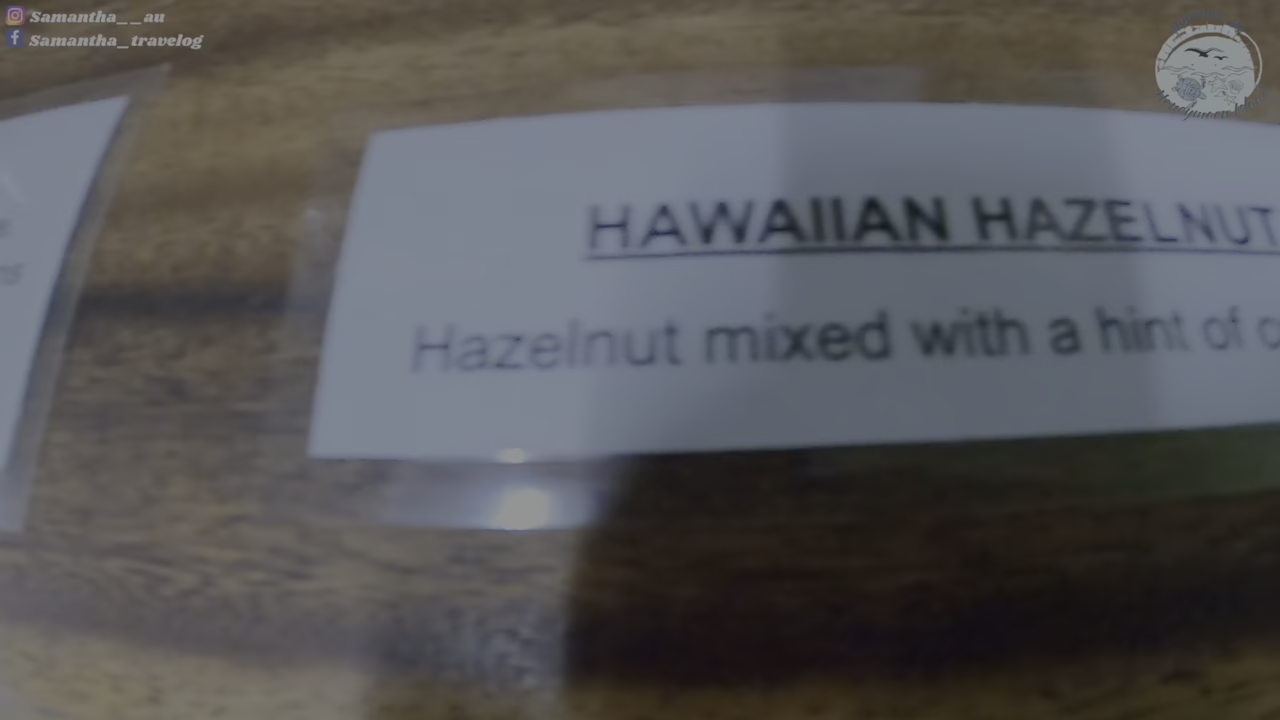 Samantha__au
Samantha_travelog
HAWAIIAN HAZELNUT
Hazelnut mixed with a hint of